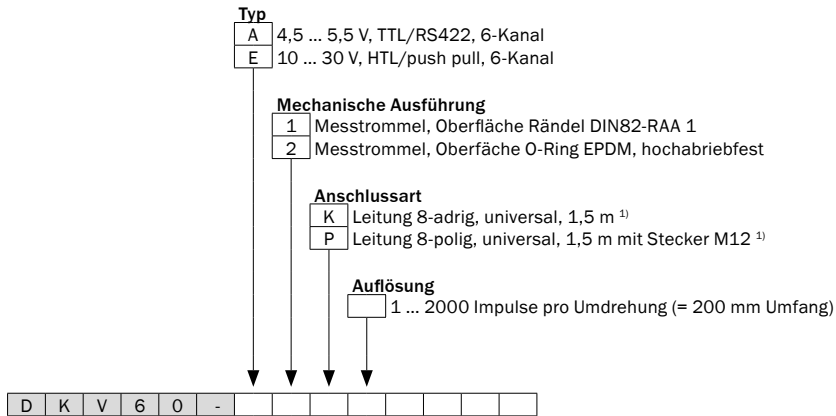 Typ
A 4,5 ... 5,5 V, TTL/RS422, 6-Kanal
E 10 ... 30 V, HTL/push pull, 6-Kanal
Mechanische Ausführung
1 Messtrommel, Oberfläche Rändel DIN82-RAA 1
2 Messtrommel, Oberfäche O-Ring EPDM, hochabriebfest
Anschlussart
K Leitung 8-adrig, universal, 1,5 m 1)
P Leitung 8-polig, universal, 1,5 m mit Stecker M12 1)
Auflösung
1 ... 2000 Impulse pro Umdrehung (= 200 mm Umfang)
D K V 6 0 -